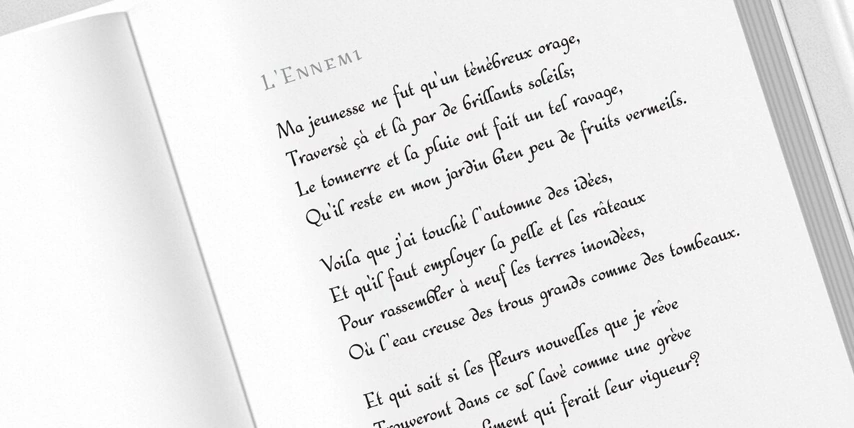 L'Ennemi
Ma jeunesse ne fut qu'un ténébreux orage,
Traversé çà et là par de brillants soleils;
Le tonnerre et la pluie ont fait un tel ravage,
Qu'il reste en mon jardin bien peu de fruits vermeils.
Voila que j'ai touché l'automne des idées,
Et qu'il faut employer la pelle et les râteaux
Pour rassembler à neuf les terres inondées,
Où l'eau creuse des trous grands comme des tombeaux.
Et qui sait si les fleurs nouvelles que je rêve
Trouveront dans ce sol lavé comme une grève
qui ferait leur vigueur?